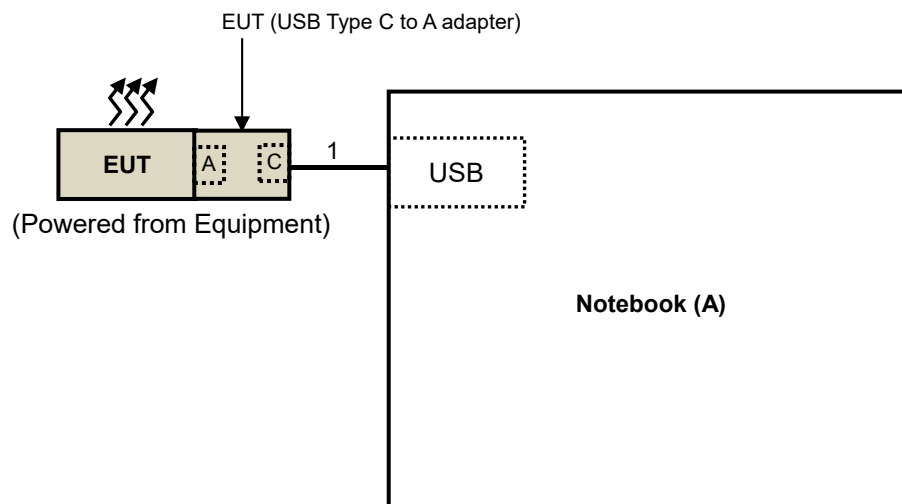 EUT (USB Type C to A adapter)
EUT
A
C
1
USB
(Powered from Equipment)
Notebook (A)